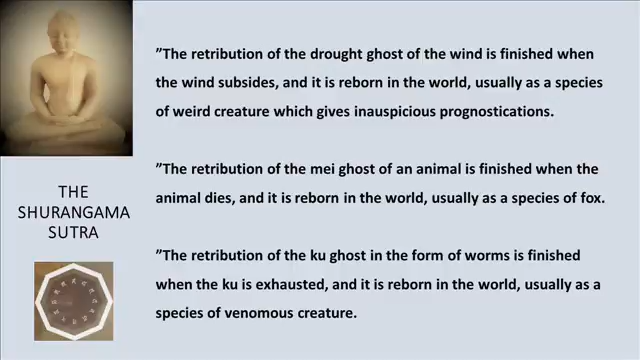 ”The retribution of the drought ghost of the wind is finished when
the wind subsides, and it is reborn in the world, usually as a species
of weird creature which gives inauspicious prognostications.
”The retribution of the mei ghost of an animal is finished when the
animal dies, and it is reborn in the world, usually as a species of fox.
”The retribution of the ku ghost in the form of worms is finished
when the ku is exhausted, and it is reborn in the world, usually as a
species of venomous creature.
THE
SHURANGAMA
SUTRA